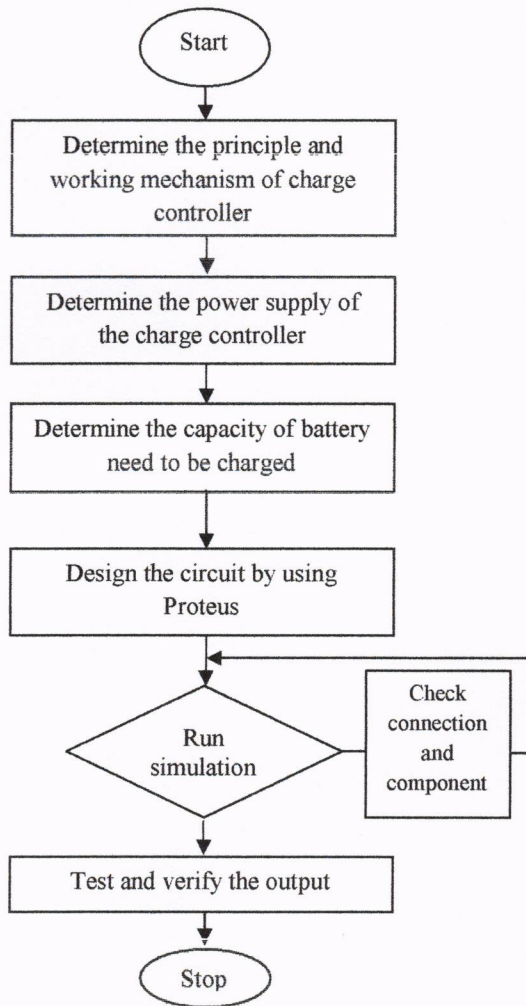 Start
Determine the principle and
working mechanism of charge
controller
Determine the power supply of
the charge controller
Determine the capacity of battery
need to be charged
Design the circuit by using
Proteus
Run
simulation
Check
connection
and
component
Test and verify the output
Stop